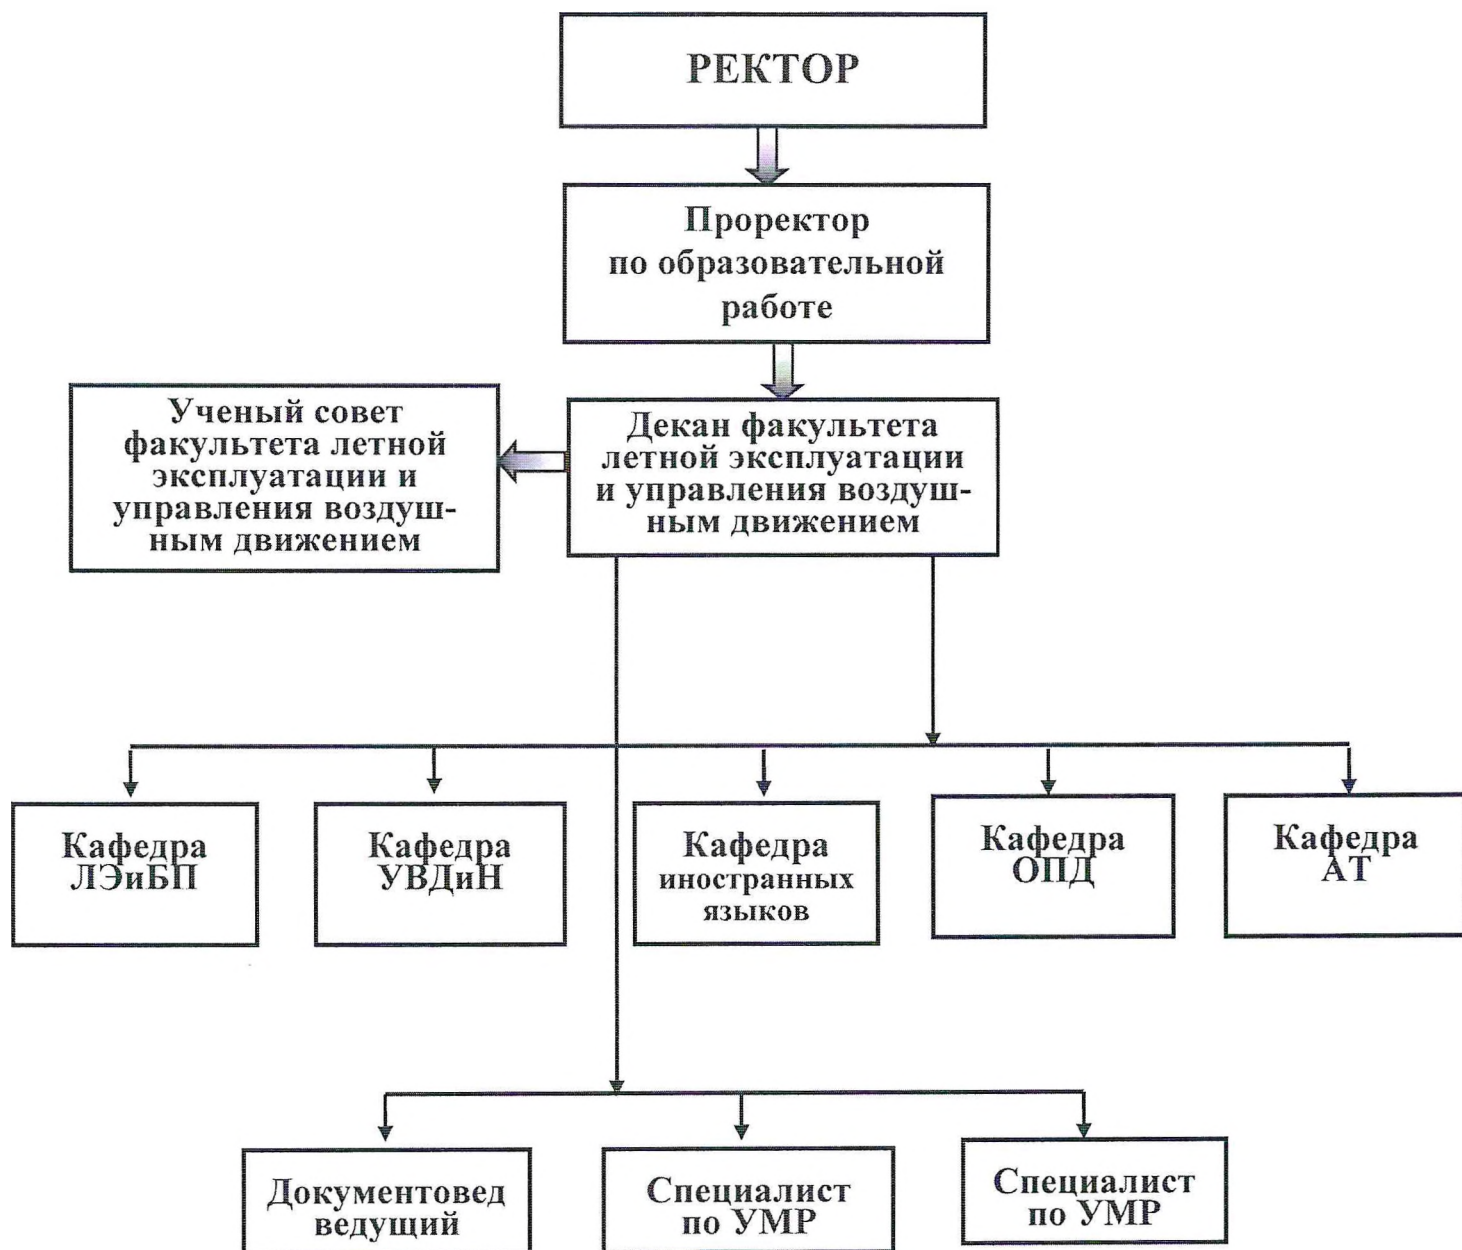 РЕКТОР
Проректор
по образовательной
работе
Ученый совет
факультета летной
эксплуатации и
управления воздуш-
ным движением
Декан факультета
летной эксплуатации
и управления воздуш-
ным движением
Кафедра
ЛЭиБП
Кафедра
УВДиН
Кафедра
иностранных
языков
Кафедра
ОПД
Кафедра
АТ
Документовед
ведущий
Специалист
по УМР
Специалист
по УМР